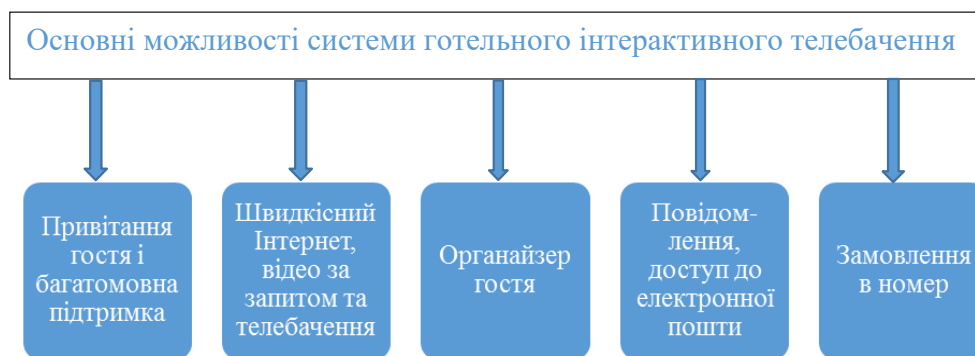 Основні можливості системи готельного інтерактивного телебачення
Привітання
гостя і
багатомовна
підтримка
Швидкісний
Інтернет,
відео за
запитом та
телебачення
Органайзер
гостя
Повідом-
лення,
доступ до
електронної
пошти
Замовлення
в номер